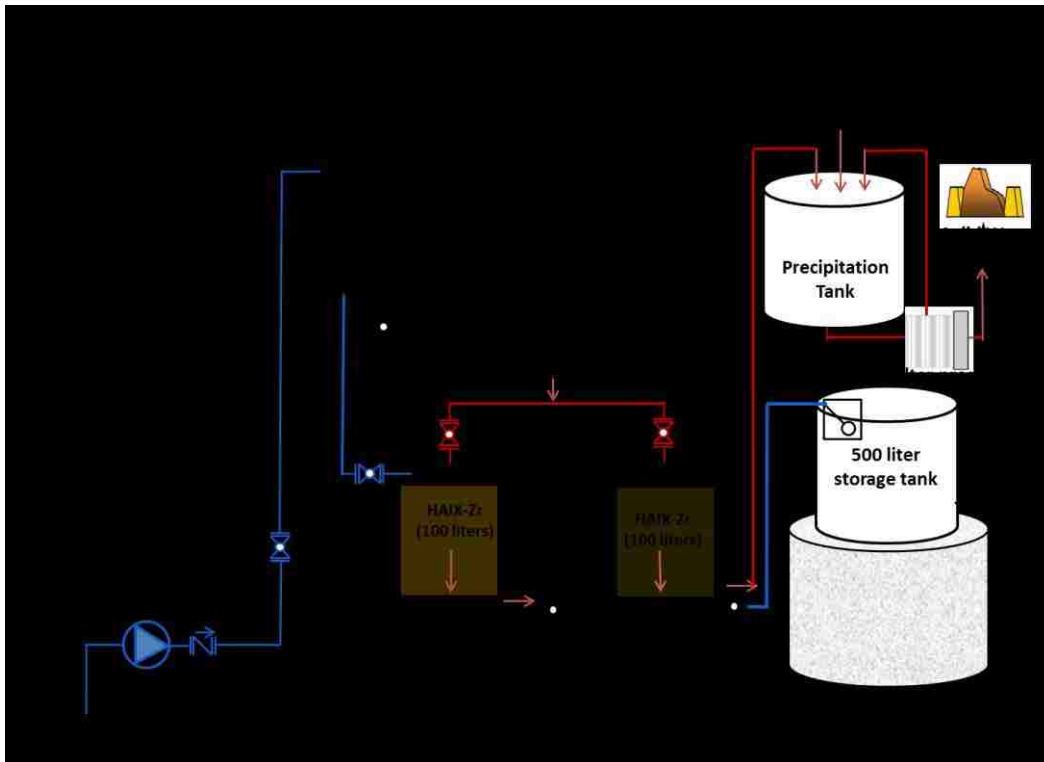 Precipitation
Tank
500 liter
storage tank
HAIX-Zr
(100 liters)
HAIX-Zr
(100 liters)